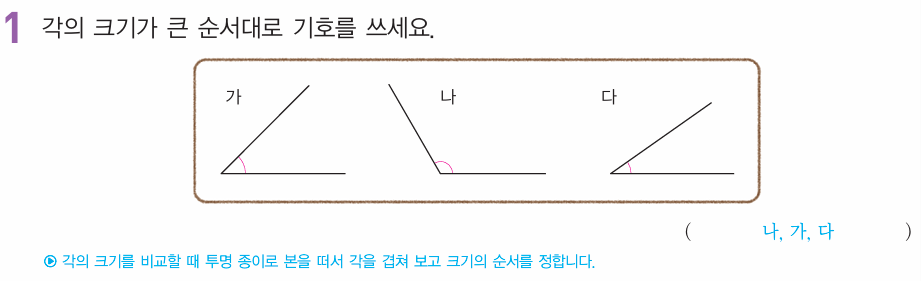 1 각의 크기가 큰 순서대로 기호를 쓰세요.
가 나 다
( 나, 가, 다 )
각의 크기를 비교할 때 투명 종이로 본을 떠서 각을 겹쳐 보고 크기의 순서를 정합니다.